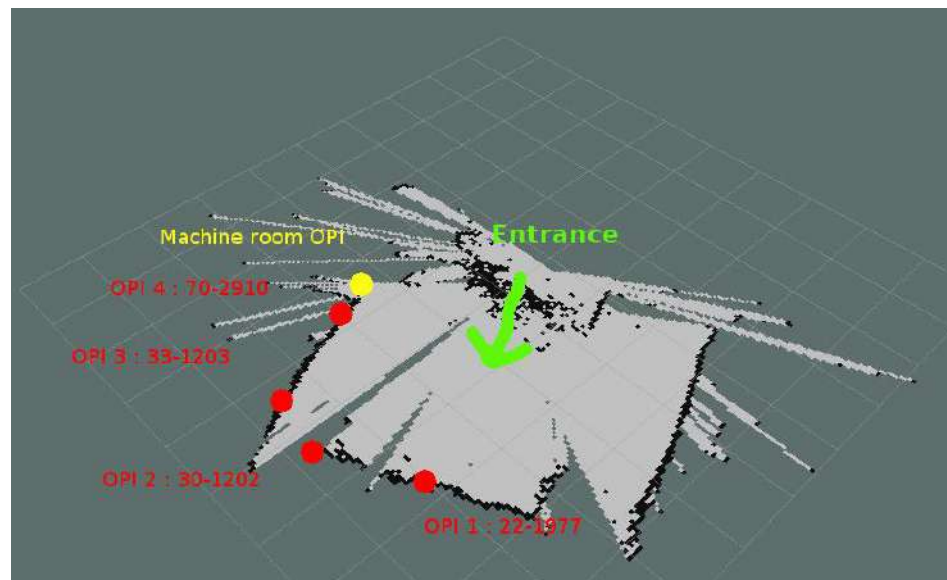 Entrance
Machine room OPI
OPI 4 : 70-2910
OPI 3 : 33-1203
OPI 2 : 30-1202
OPI 1 : 22-1977